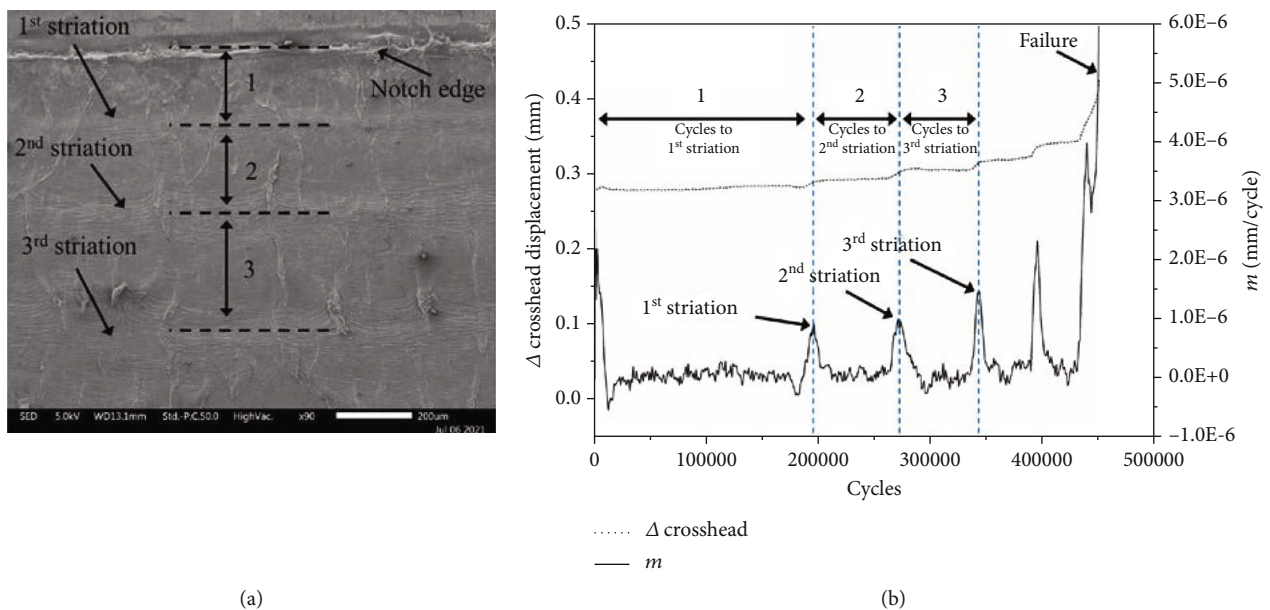 1st striation
Notch edge
1
2nd striation
2
3rd striation
3
SED 5.0kV WD13.1mm Std.-P.C.50.0 HighVac. x90 200um
Jul 06 2021
(a)
Δ crosshead displacement (mm)
0.5
0.4
0.3
0.2
0.1
0.0
6.0E-6
5.0E-6
4.0E-6
3.0E-6
2.0E-6
1.0E-6
0.0E+0
−1.0E-6
m (mm/cycle)
Failure
1
2
3
Cycles to
1st striation
Cycles to
2nd striation
Cycles to
3rd striation
1st striation
2nd striation
3rd striation
0 100000 200000 300000 400000 500000
Cycles
Δ crosshead
m
(b)